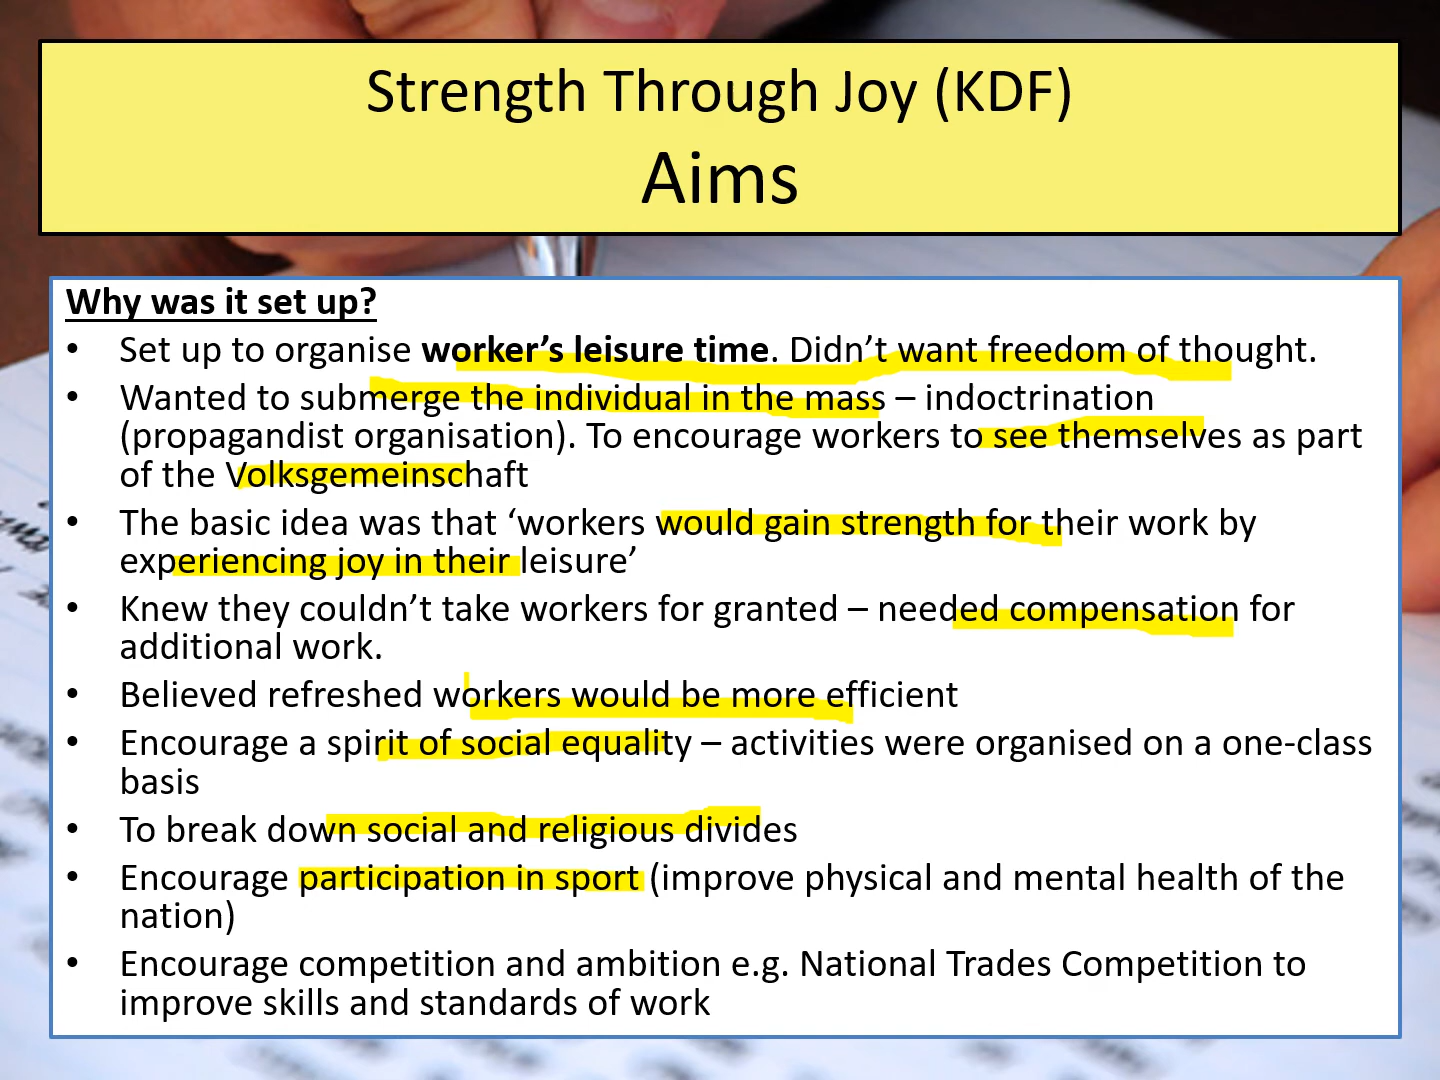 Strength Through Joy (KDF)
Aims
Why was it set up?
• Set up to organise worker’s leisure time. Didn’t want freedom of thought.
• Wanted to submerge the individual in the mass – indoctrination
(propagandist organisation). To encourage workers to see themselves as part
of the Volksgemeinschaft
• The basic idea was that ‘workers would gain strength for their work by
experiencing joy in their leisure’
• Knew they couldn’t take workers for granted – needed compensation for
additional work.
• Believed refreshed workers would be more efficient
• Encourage a spirit of social equality – activities were organised on a one-class
basis
• To break down social and religious divides
• Encourage participation in sport (improve physical and mental health of the
nation)
• Encourage competition and ambition e.g. National Trades Competition to
improve skills and standards of work